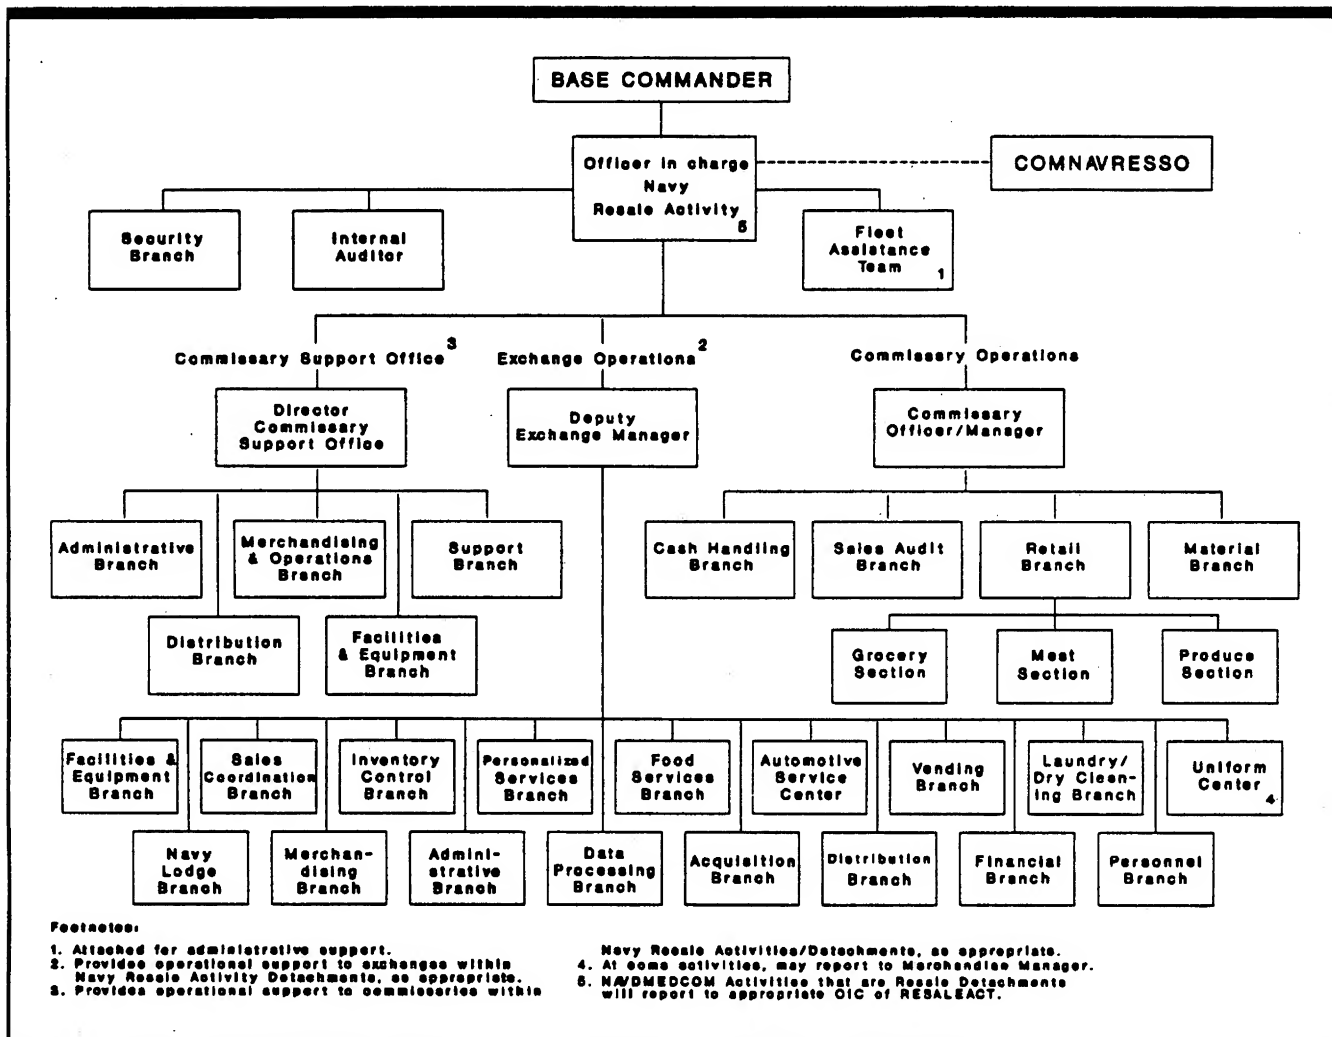 BASE COMMANDER
Officer in charge
Navy
Resale Activity
5
COMNAVRESSO
Security
Branch
Internal
Auditor
Fleet
Assistance
Team
1
Commissary Support Office 3
Exchange Operations 2
Commissary Operations
Director
Commissary
Support Office
Deputy
Exchange Manager
Commissary
Officer/Manager
Administrative
Branch
Merchandising
& Operations
Branch
Support
Branch
Cash Handling
Branch
Sales Audit
Branch
Retail
Branch
Material
Branch
Distribution
Branch
Facilities
& Equipment
Branch
Grocery
Section
Meat
Section
Produce
Section
Facilities &
Equipment
Branch
Sales
Coordination
Branch
Inventory
Control
Branch
Personalized
Services
Branch
Food
Services
Branch
Automotive
Service
Center
Vending
Branch
Laundry/
Dry Clean-
ing Branch
Uniform
Center
4
Navy
Lodge
Branch
Merchan-
dising
Branch
Admini-
strative
Branch
Data
Processing
Branch
Acquisition
Branch
Distribution
Branch
Financial
Branch
Personnel
Branch
Footnotes:
1. Attached for administrative support.
2. Provides operational support to exchanges within
Navy Resale Activity Detachments, as appropriate.
3. Provides operational support to commissaries within
Navy Resale Activities/Detachments, as appropriate.
4. At some activities, may report to Merchandise Manager.
5. NAVDMEDCOM Activities that are Resale Detachments
will report to appropriate OIC of RESALEACT.